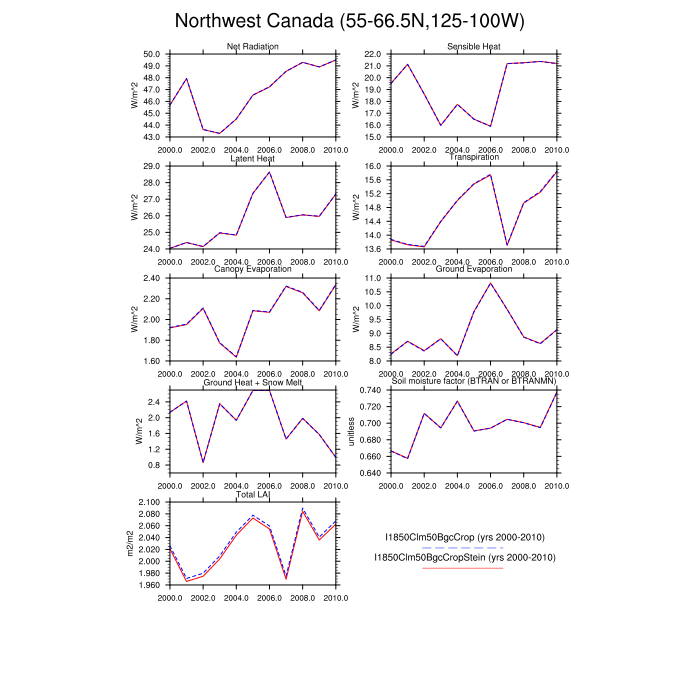 Northwest Canada (55-66.5N,125-100W)
Net Radiation
W/m^2
50.0
49.0
48.0
47.0
46.0
45.0
44.0
43.0
2000.0 2002.0 2004.0 2006.0 2008.0 2010.0
Sensible Heat
W/m^2
22.0
21.0
20.0
19.0
18.0
17.0
16.0
15.0
2000.0 2002.0 2004.0 2006.0 2008.0 2010.0
Latent Heat
W/m^2
29.0
28.0
27.0
26.0
25.0
24.0
2000.0 2002.0 2004.0 2006.0 2008.0 2010.0
Transpiration
W/m^2
16.0
15.6
15.2
14.8
14.4
14.0
13.6
2000.0 2002.0 2004.0 2006.0 2008.0 2010.0
Canopy Evaporation
W/m^2
2.40
2.20
2.00
1.80
1.60
2000.0 2002.0 2004.0 2006.0 2008.0 2010.0
Ground Evaporation
W/m^2
11.0
10.5
10.0
9.5
9.0
8.5
8.0
2000.0 2002.0 2004.0 2006.0 2008.0 2010.0
Ground Heat + Snow Melt
W/m^2
2.4
2.0
1.6
1.2
0.8
2000.0 2002.0 2004.0 2006.0 2008.0 2010.0
Soil moisture factor (BTRAN or BTRANMN)
unitless
0.740
0.720
0.700
0.680
0.660
0.640
2000.0 2002.0 2004.0 2006.0 2008.0 2010.0
Total LAI
m2/m2
2.100
2.080
2.060
2.040
2.020
2.000
1.980
1.960
2000.0 2002.0 2004.0 2006.0 2008.0 2010.0
I1850Clm50BgcCrop (yrs 2000-2010)
I1850Clm50BgcCropStein (yrs 2000-2010)